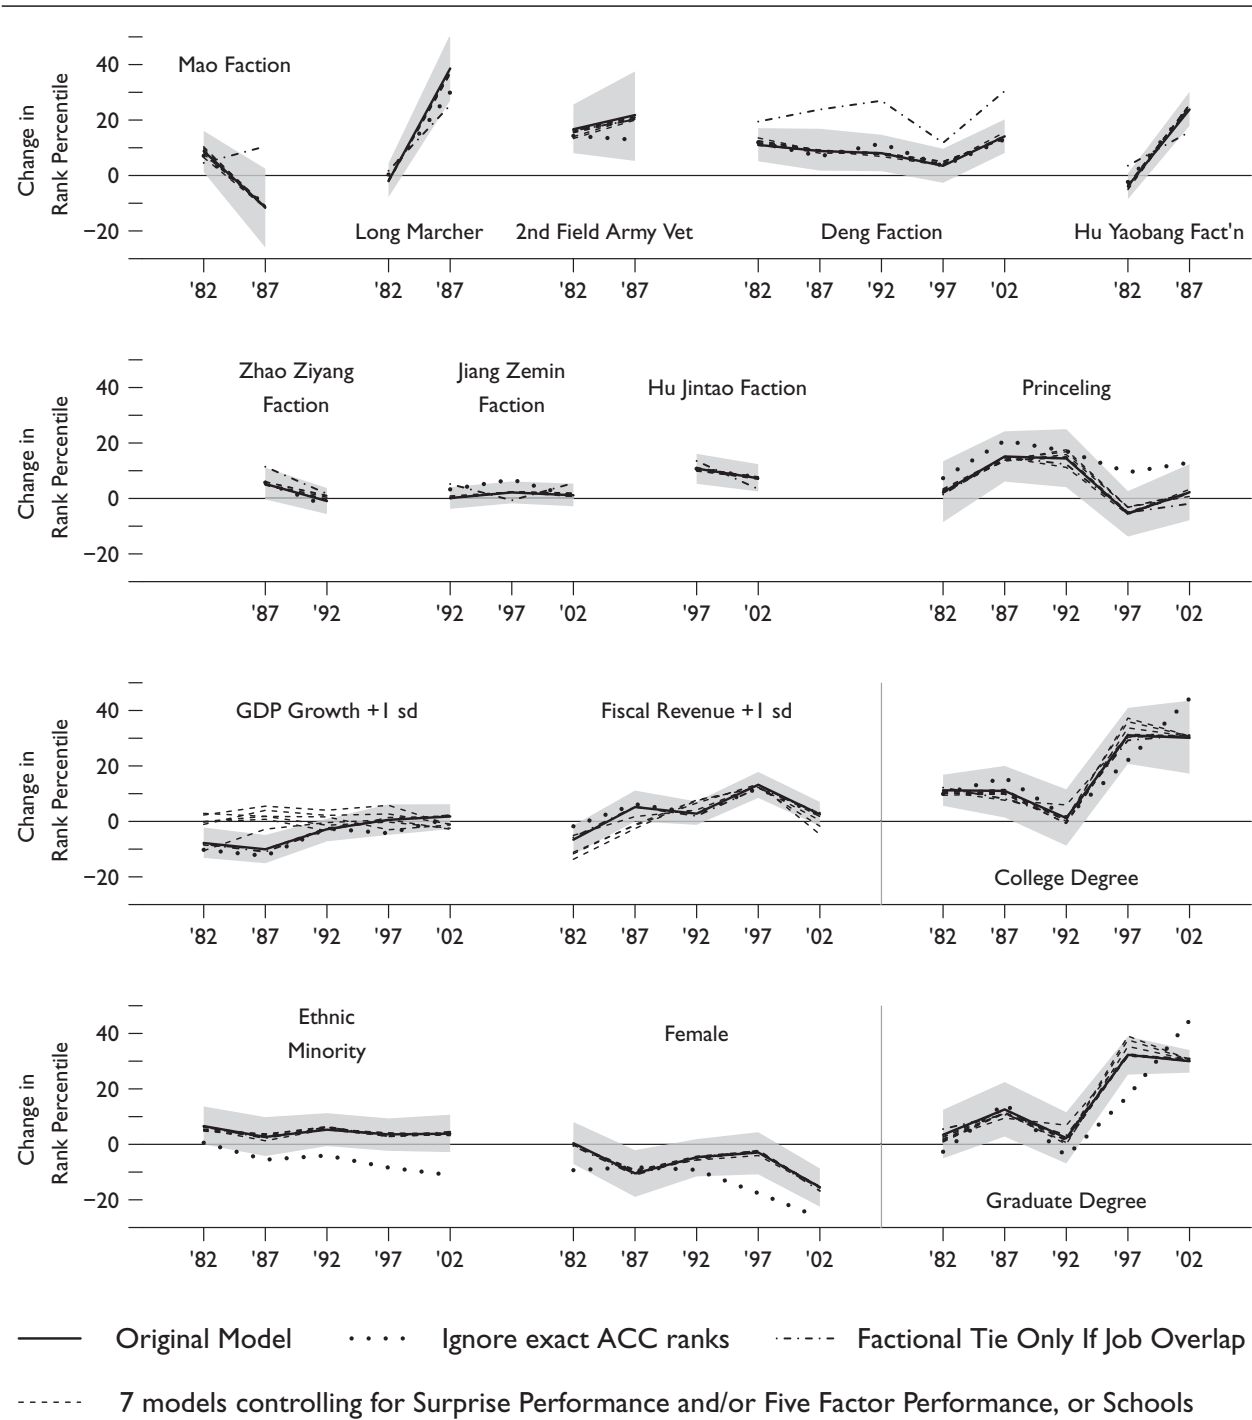 Change in
Rank Percentile
40
20
0
−20
Mao Faction
Long Marcher
2nd Field Army Vet
Deng Faction
Hu Yaobang Fact'n
'82 '87 '82 '87 '82 '87 '82 '87 '92 '97 '02 '82 '87
Change in
Rank Percentile
40
20
0
−20
Zhao Ziyang
Faction
Jiang Zemin
Faction
Hu Jintao Faction
Princeling
'87 '92 '92 '97 '02 '97 '02 '82 '87 '92 '97 '02
Change in
Rank Percentile
40
20
0
−20
GDP Growth +1 sd
Fiscal Revenue +1 sd
College Degree
'82 '87 '92 '97 '02 '82 '87 '92 '97 '02 '82 '87 '92 '97 '02
Change in
Rank Percentile
40
20
0
−20
Ethnic
Minority
Female
Graduate Degree
'82 '87 '92 '97 '02 '82 '87 '92 '97 '02 '82 '87 '92 '97 '02
Original Model Ignore exact ACC ranks Factional Tie Only If Job Overlap
7 models controlling for Surprise Performance and/or Five Factor Performance, or Schools